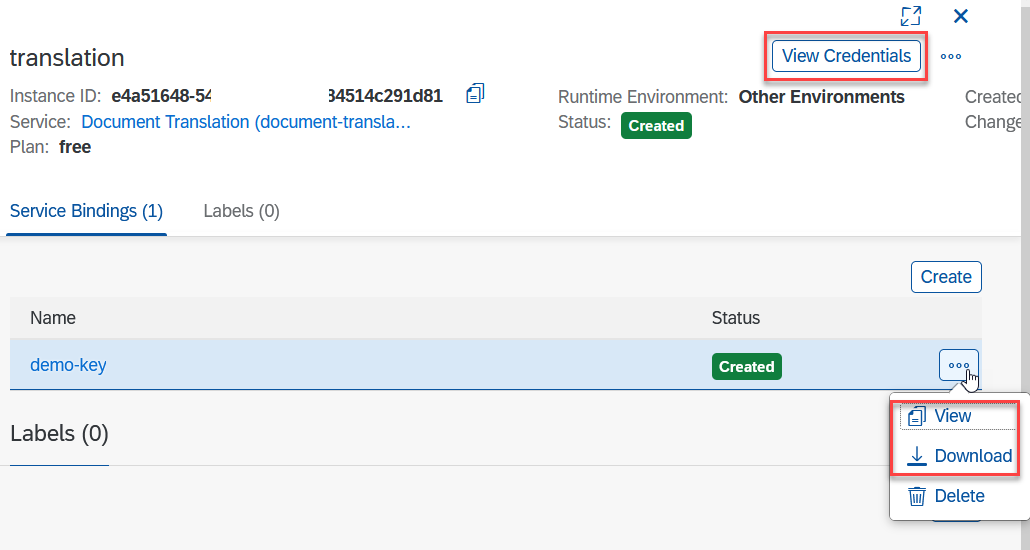 translation
View Credentials
Instance ID: e4a51648-54 34514c291d81
Runtime Environment: Other Environments
Created
Service: Document Translation (document-transla…
Status: Created
Change
Plan: free
Service Bindings (1)
Labels (0)
Create
Name
Status
demo-key
Created
View
Labels (0)
Download
Delete